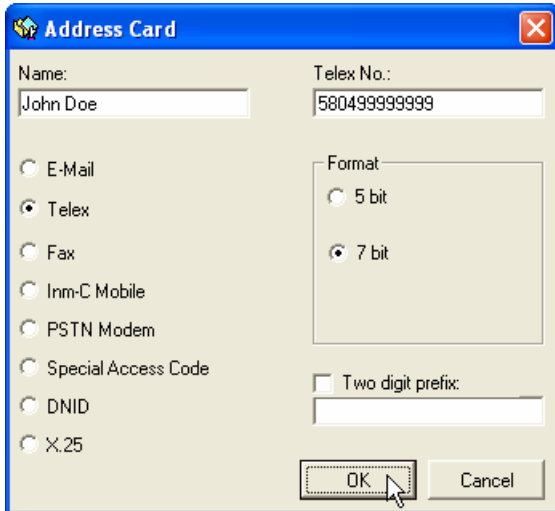 Address Card
Name:
Telex No.:
John Doe
580499999999
E-Mail
Telex
Fax
Inm-C Mobile
PSTN Modem
Special Access Code
DNID
X.25
Format
5 bit
7 bit
Two digit prefix:
OK
Cancel